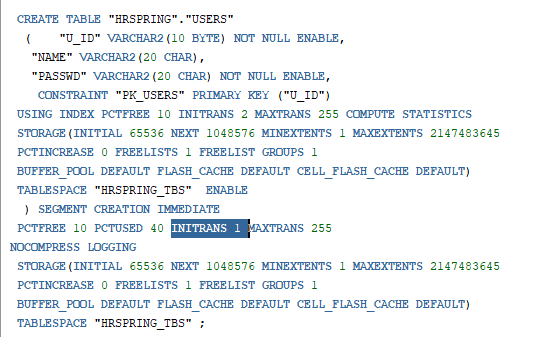 CREATE TABLE "HRSPRING"."USERS"
( "U_ID" VARCHAR2(10 BYTE) NOT NULL ENABLE,
"NAME" VARCHAR2(20 CHAR),
"PASSWD" VARCHAR2(20 CHAR) NOT NULL ENABLE,
CONSTRAINT "PK_USERS" PRIMARY KEY ("U_ID")
USING INDEX PCTFREE 10 INITRANS 2 MAXTRANS 255 COMPUTE STATISTICS
STORAGE(INITIAL 65536 NEXT 1048576 MINEXTENTS 1 MAXEXTENTS 2147483645
PCTINCREASE 0 FREELISTS 1 FREELIST GROUPS 1
BUFFER_POOL DEFAULT FLASH_CACHE DEFAULT CELL_FLASH_CACHE DEFAULT)
TABLESPACE "HRSPRING_TBS" ENABLE
) SEGMENT CREATION IMMEDIATE
PCTFREE 10 PCTUSED 40 INITRANS 1 MAXTRANS 255
NOCOMPRESS LOGGING
STORAGE(INITIAL 65536 NEXT 1048576 MINEXTENTS 1 MAXEXTENTS 2147483645
PCTINCREASE 0 FREELISTS 1 FREELIST GROUPS 1
BUFFER_POOL DEFAULT FLASH_CACHE DEFAULT CELL_FLASH_CACHE DEFAULT)
TABLESPACE "HRSPRING_TBS" ;